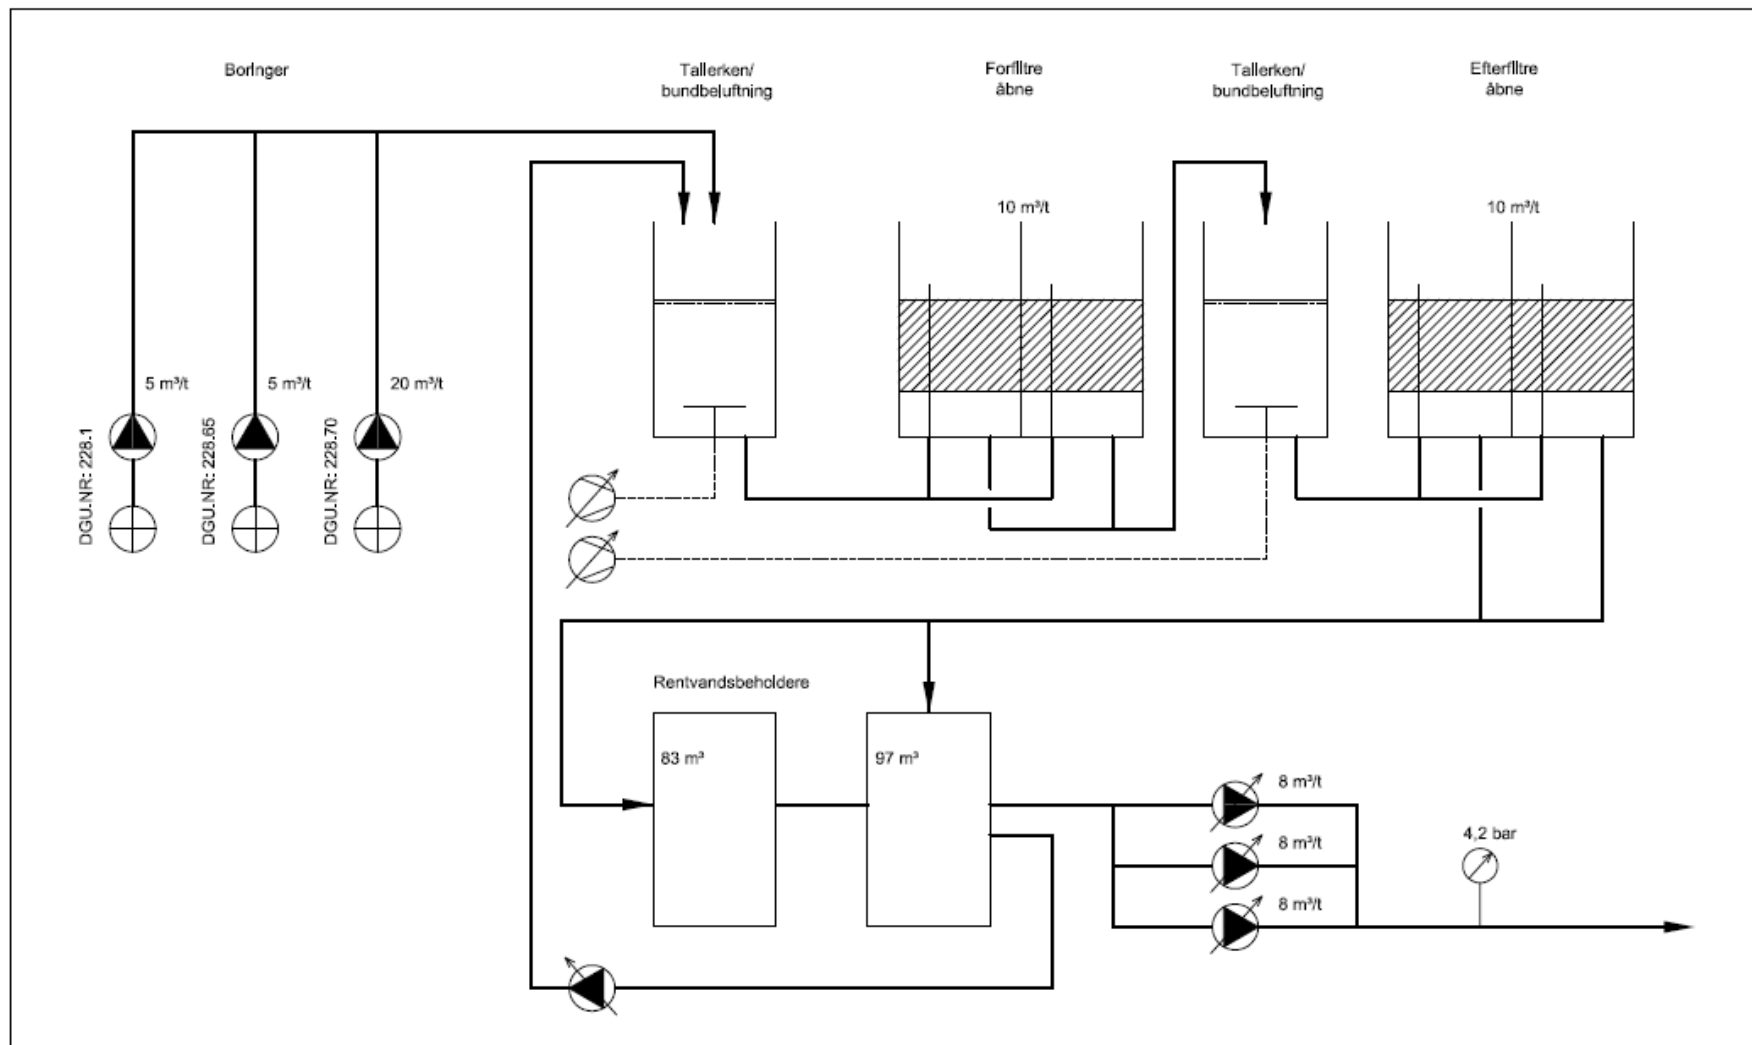 Boringer
Tallerken/
bundbeluftning
Forfiltre
åbne
Tallerken/
bundbeluftning
Efterfiltre
åbne
10 m³/t
10 m³/t
5 m³/t
5 m³/t
20 m³/t
DGU.NR: 228.1
DGU.NR: 228.65
DGU.NR: 228.70
Rentvandsbeholdere
83 m³
97 m³
8 m³/t
8 m³/t
8 m³/t
4,2 bar